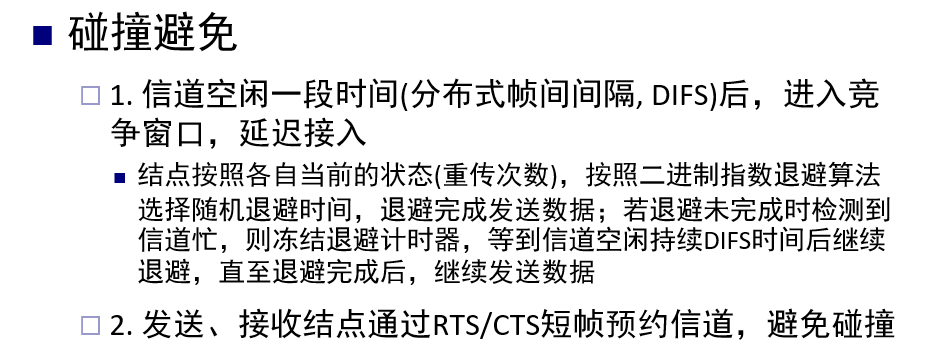 碰撞避免
1. 信道空闲一段时间(分布式帧间间隔, DIFS)后，进入竞
争窗口，延迟接入
结点按照各自当前的状态(重传次数)，按照二进制指数退避算法
选择随机退避时间，退避完成发送数据；若退避未完成时检测到
信道忙，则冻结退避计时器，等到信道空闲持续DIFS时间后继续
退避，直至退避完成后，继续发送数据
2. 发送、接收结点通过RTS/CTS短帧预约信道，避免碰撞